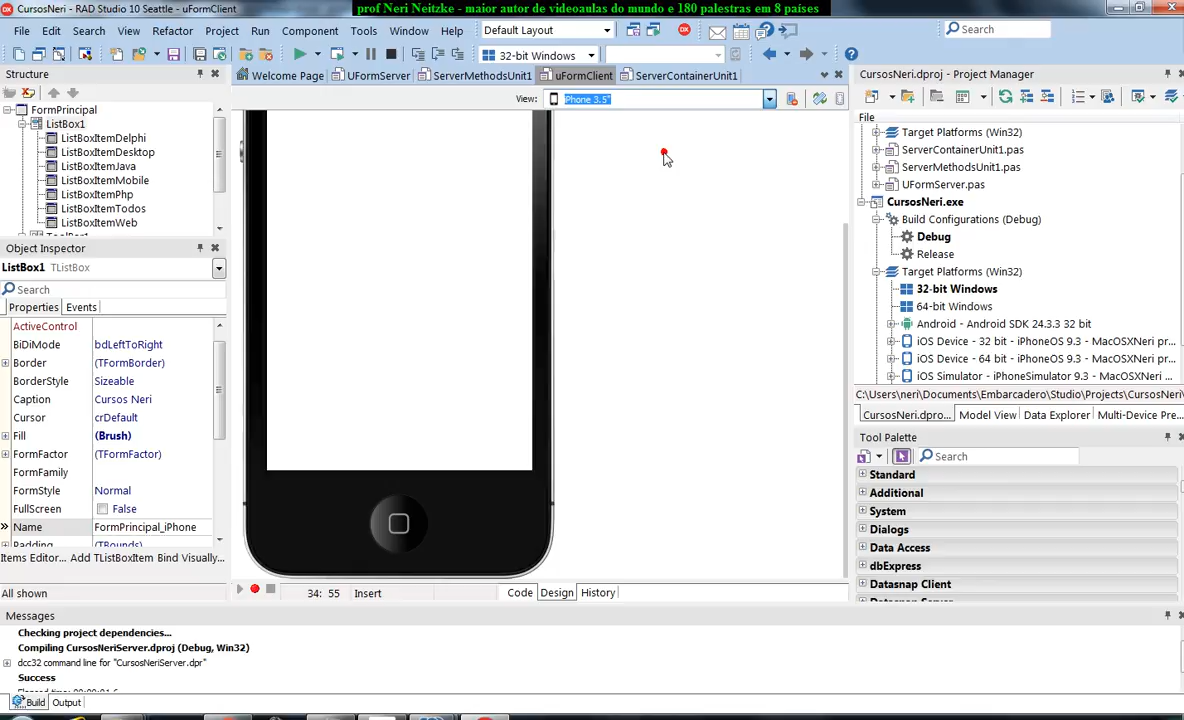 CursosNeri - RAD Studio 10 Seattle - uFormClient
prof Neri Neitzke - maior autor de videoaulas do mundo e 180 palestras em 8 países
File Edit Search View Refactor Project Run Component Tools Window Help Default Layout
Search
32-bit Windows
Structure
Welcome Page UFormServer ServerMethodsUnit1 uFormClient ServerContainerUnit1
CursosNeri.dproj - Project Manager
View: iPhone 3.5"
FormPrincipal
ListBox1
ListBoxItemDelphi
ListBoxItemDesktop
ListBoxItemJava
ListBoxItemMobile
ListBoxItemPhp
ListBoxItemTodos
ListBoxItemWeb
File
Target Platforms (Win32)
ServerContainerUnit1.pas
ServerMethodsUnit1.pas
UFormServer.pas
CursosNeri.exe
Build Configurations (Debug)
Debug
Release
Target Platforms (Win32)
32-bit Windows
64-bit Windows
Android - Android SDK 24.3.3 32 bit
iOS Device - 32 bit - iPhoneOS 9.3 - MacOSXNeri pr...
iOS Device - 64 bit - iPhoneOS 9.3 - MacOSXNeri pr...
iOS Simulator - iPhoneSimulator 9.3 - MacOSXNeri ...
C:\Users\neri\Documents\Embarcadero\Studio\Projects\CursosNeri\
CursosNeri.dpro... Model View Data Explorer Multi-Device Pre...
Object Inspector
ListBox1 TListBox
Search
Properties Events
ActiveControl
BiDiMode bdLeftToRight
Border (TFormBorder)
BorderStyle Sizeable
Caption Cursos Neri
Cursor crDefault
Fill (Brush)
FormFactor (TFormFactor)
FormFamily
FormStyle Normal
FullScreen False
Name FormPrincipal_iPhone
Padding (TBounds)
Items Editor... Add TListBoxItem Bind Visually...
All shown
Tool Palette
Search
Standard
Additional
System
Dialogs
Data Access
dbExpress
Datasnap Client
Datasnap Server
34: 55 Insert Code Design History
Messages
Checking project dependencies...
Compiling CursosNeriServer.dproj (Debug, Win32)
dcc32 command line for "CursosNeriServer.dpr"
Success
Build Output